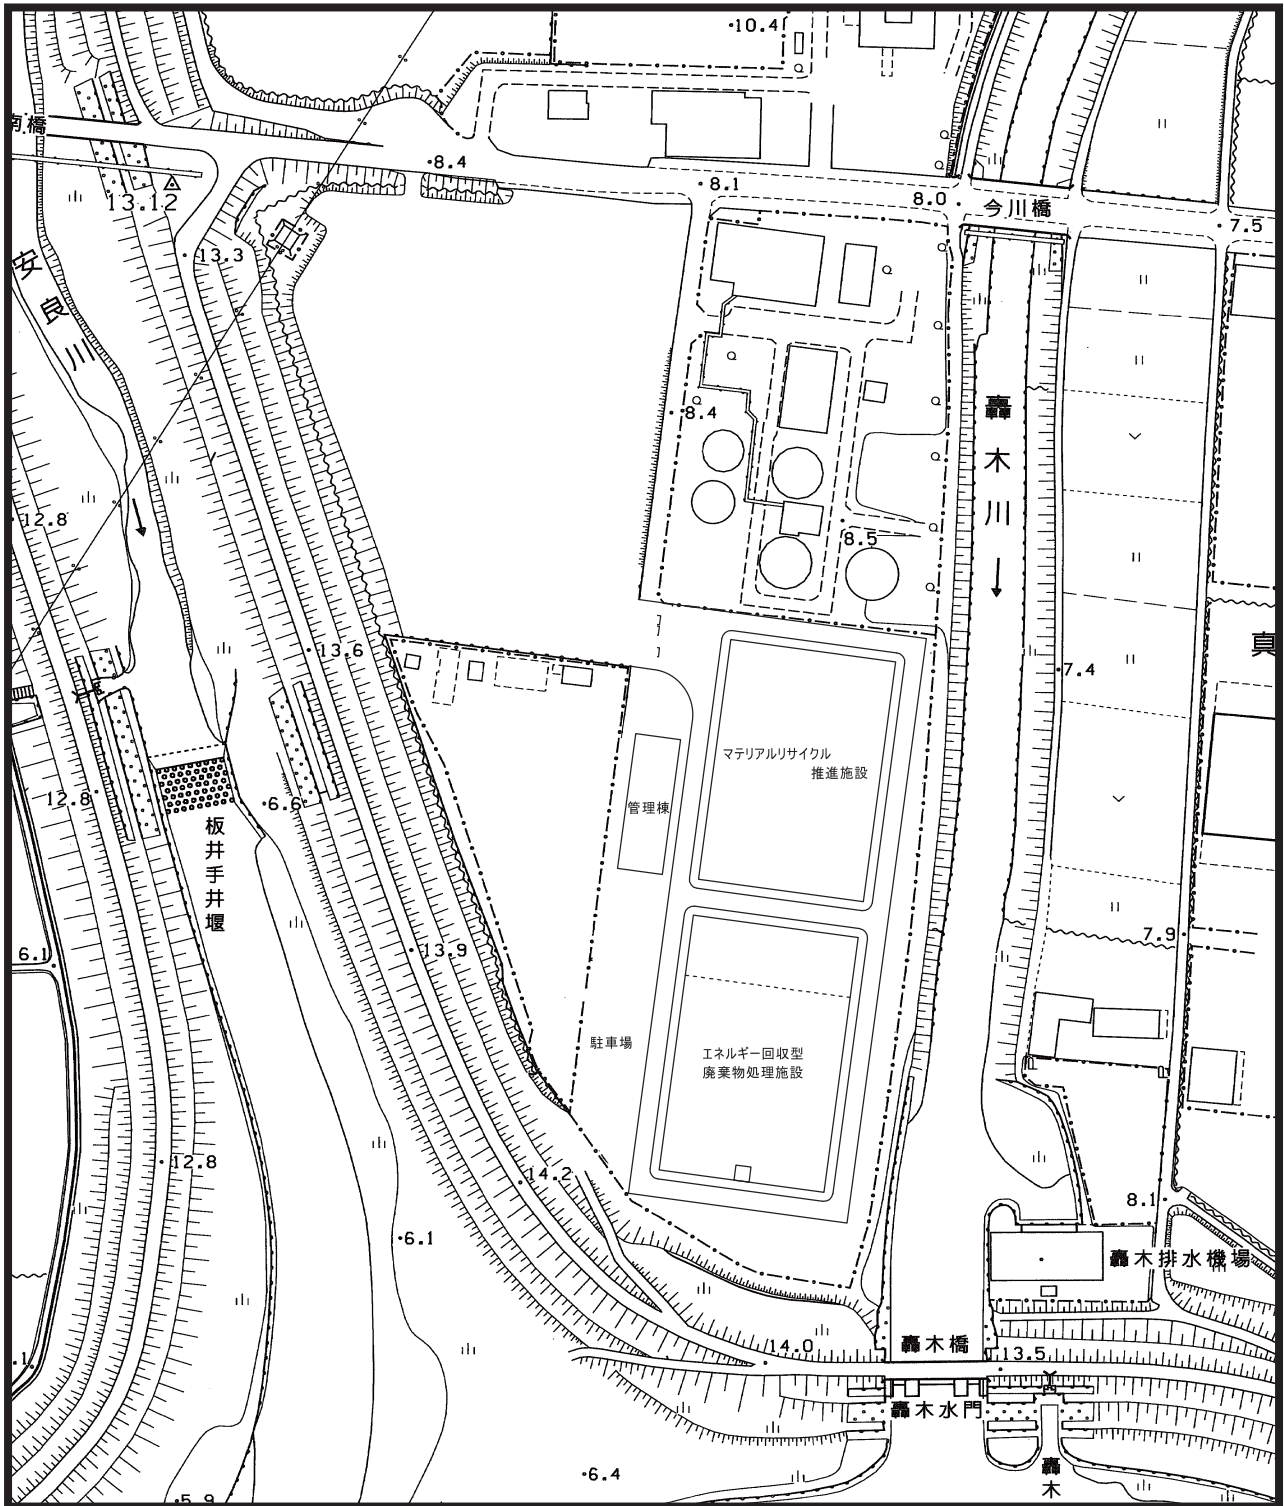 10.4
南橋
8.4
8.1
8.0
今川橋
7.5
13.12
13.3
安良川
8.4
轟木川
12.8
8.5
真
13.6
7.4
マテリアルリサイクル
推進施設
管理棟
12.8
6.6
板井手井堰
7.9
13.9
6.1
駐車場
エネルギー回収型
廃棄物処理施設
12.8
14.2
8.1
6.1
轟木排水機場
.1
14.0
轟木橋
13.5
轟木水門
6.4
轟木
5.9